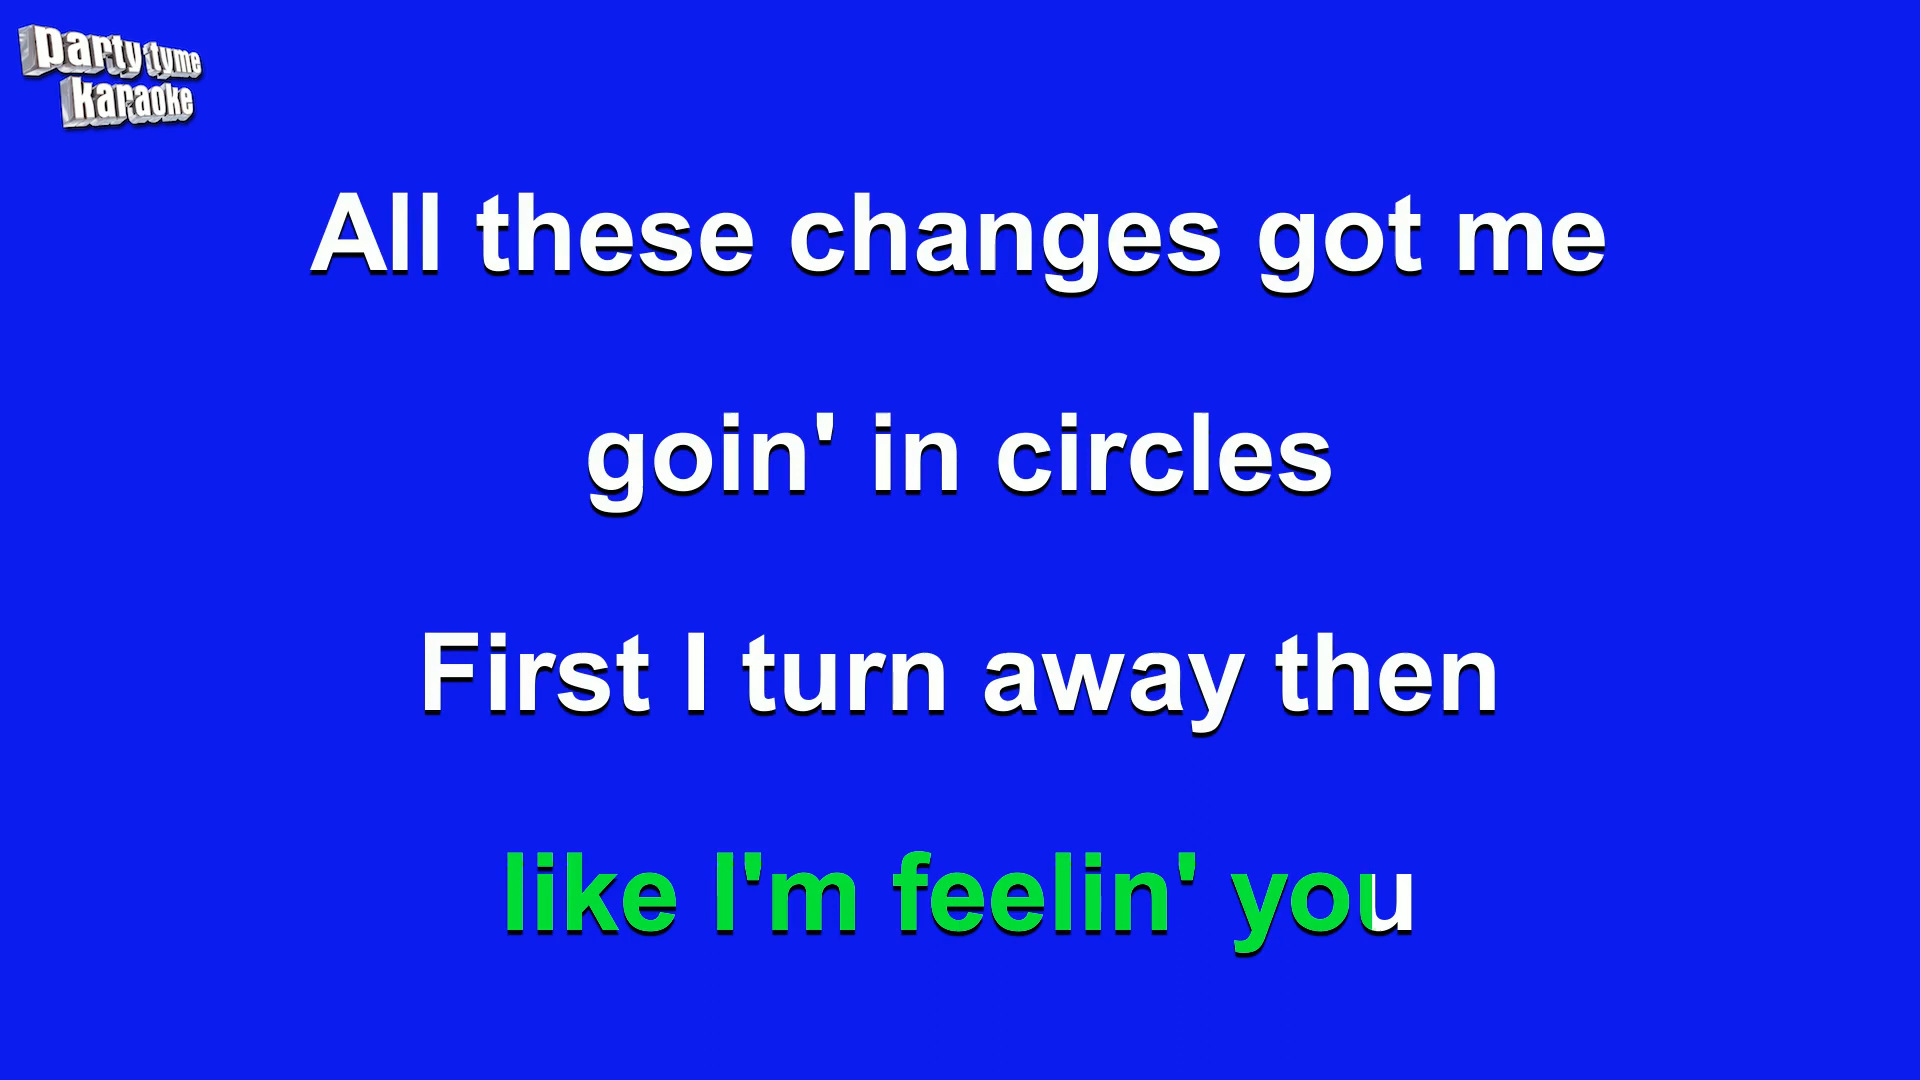 party tyme
karaoke
All these changes got me
goin' in circles
First I turn away then
like I'm feelin' you